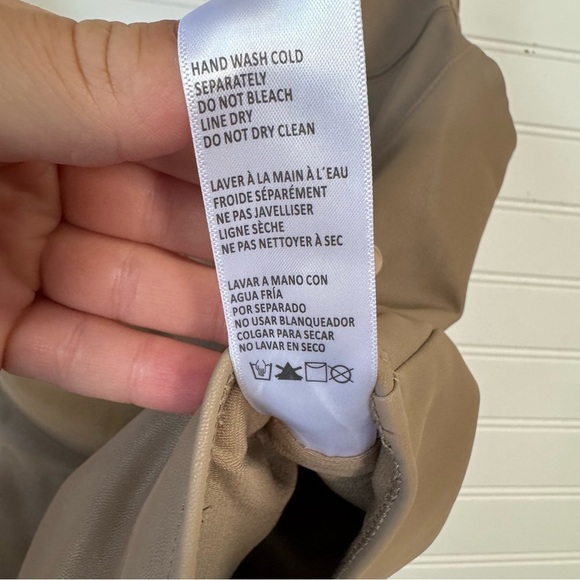 HAND WASH COLD
SEPARATELY
DO NOT BLEACH
LINE DRY
DO NOT DRY CLEAN
LAVER À LA MAIN À L'EAU
FROIDE SÉPARÉMENT
NE PAS JAVELLISER
LIGNE SÈCHE
NE PAS NETTOYER À SEC
LAVAR A MANO CON
AGUA FRÍA
POR SEPARADO
NO USAR BLANQUEADOR
COLGAR PARA SECAR
NO LAVAR EN SECO